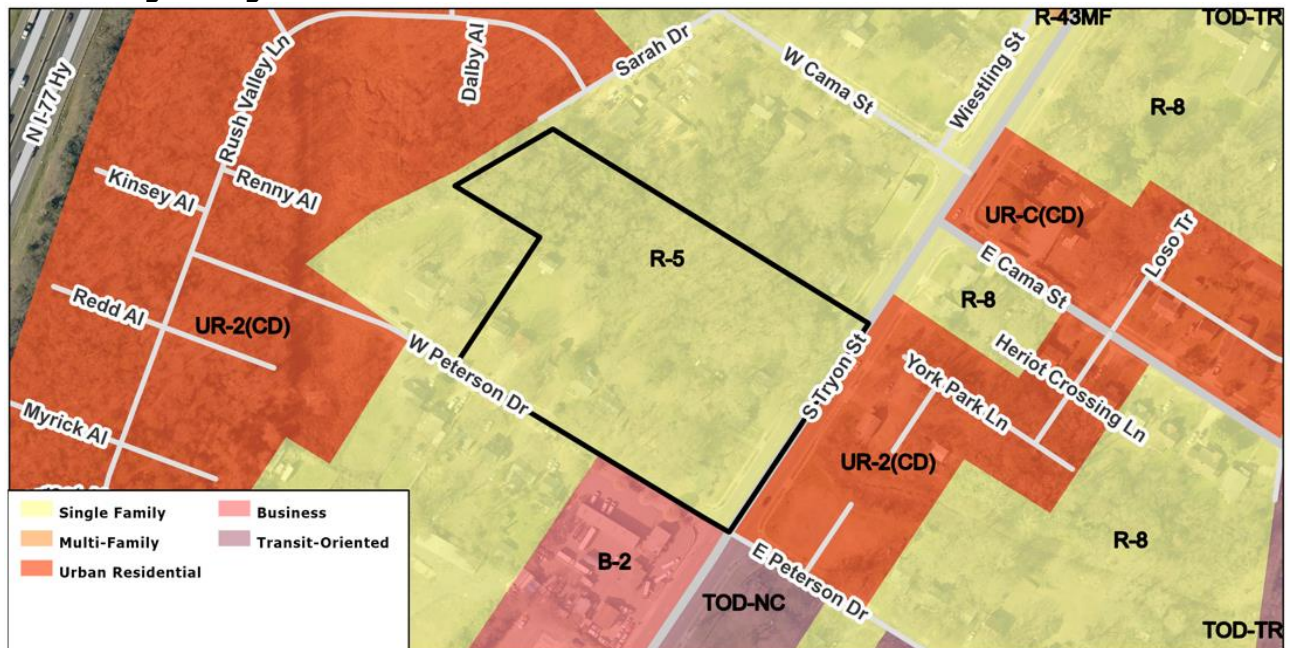 R-43MF
TOD-TR
Sarah Dr
Dalby Al
Rush Valley Ln
N I-77 Hy
W Cama St
Wiestling St
R-8
Kinsey Al
Renny Al
UR-C(CD)
Loso Tr
E Cama St
R-5
R-8
Redd Al
UR-2(CD)
W Peterson Dr
S Tryon St
York Park Ln
Heriot Crossing Ln
Myrick Al
UR-2(CD)
R-8
B-2
E Peterson Dr
TOD-NC
TOD-TR
Single Family
Business
Multi-Family
Transit-Oriented
Urban Residential